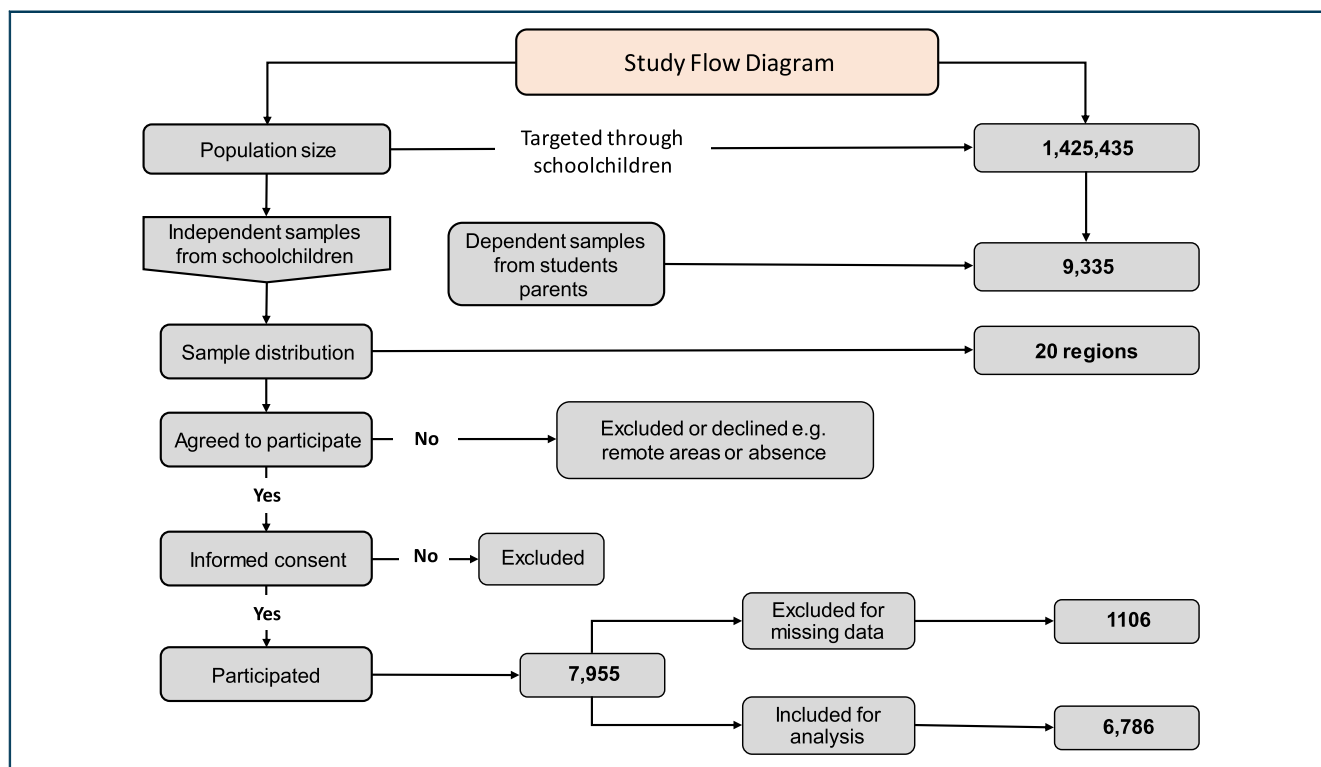 Study Flow Diagram
Population size
Targeted through
schoolchildren
1,425,435
Independent samples
from schoolchildren
Dependent samples
from students
parents
9,335
Sample distribution
20 regions
Agreed to participate
No
Excluded or declined e.g.
remote areas or absence
Yes
Informed consent
No
Excluded
Yes
Participated
7,955
Excluded for
missing data
1106
Included for
analysis
6,786